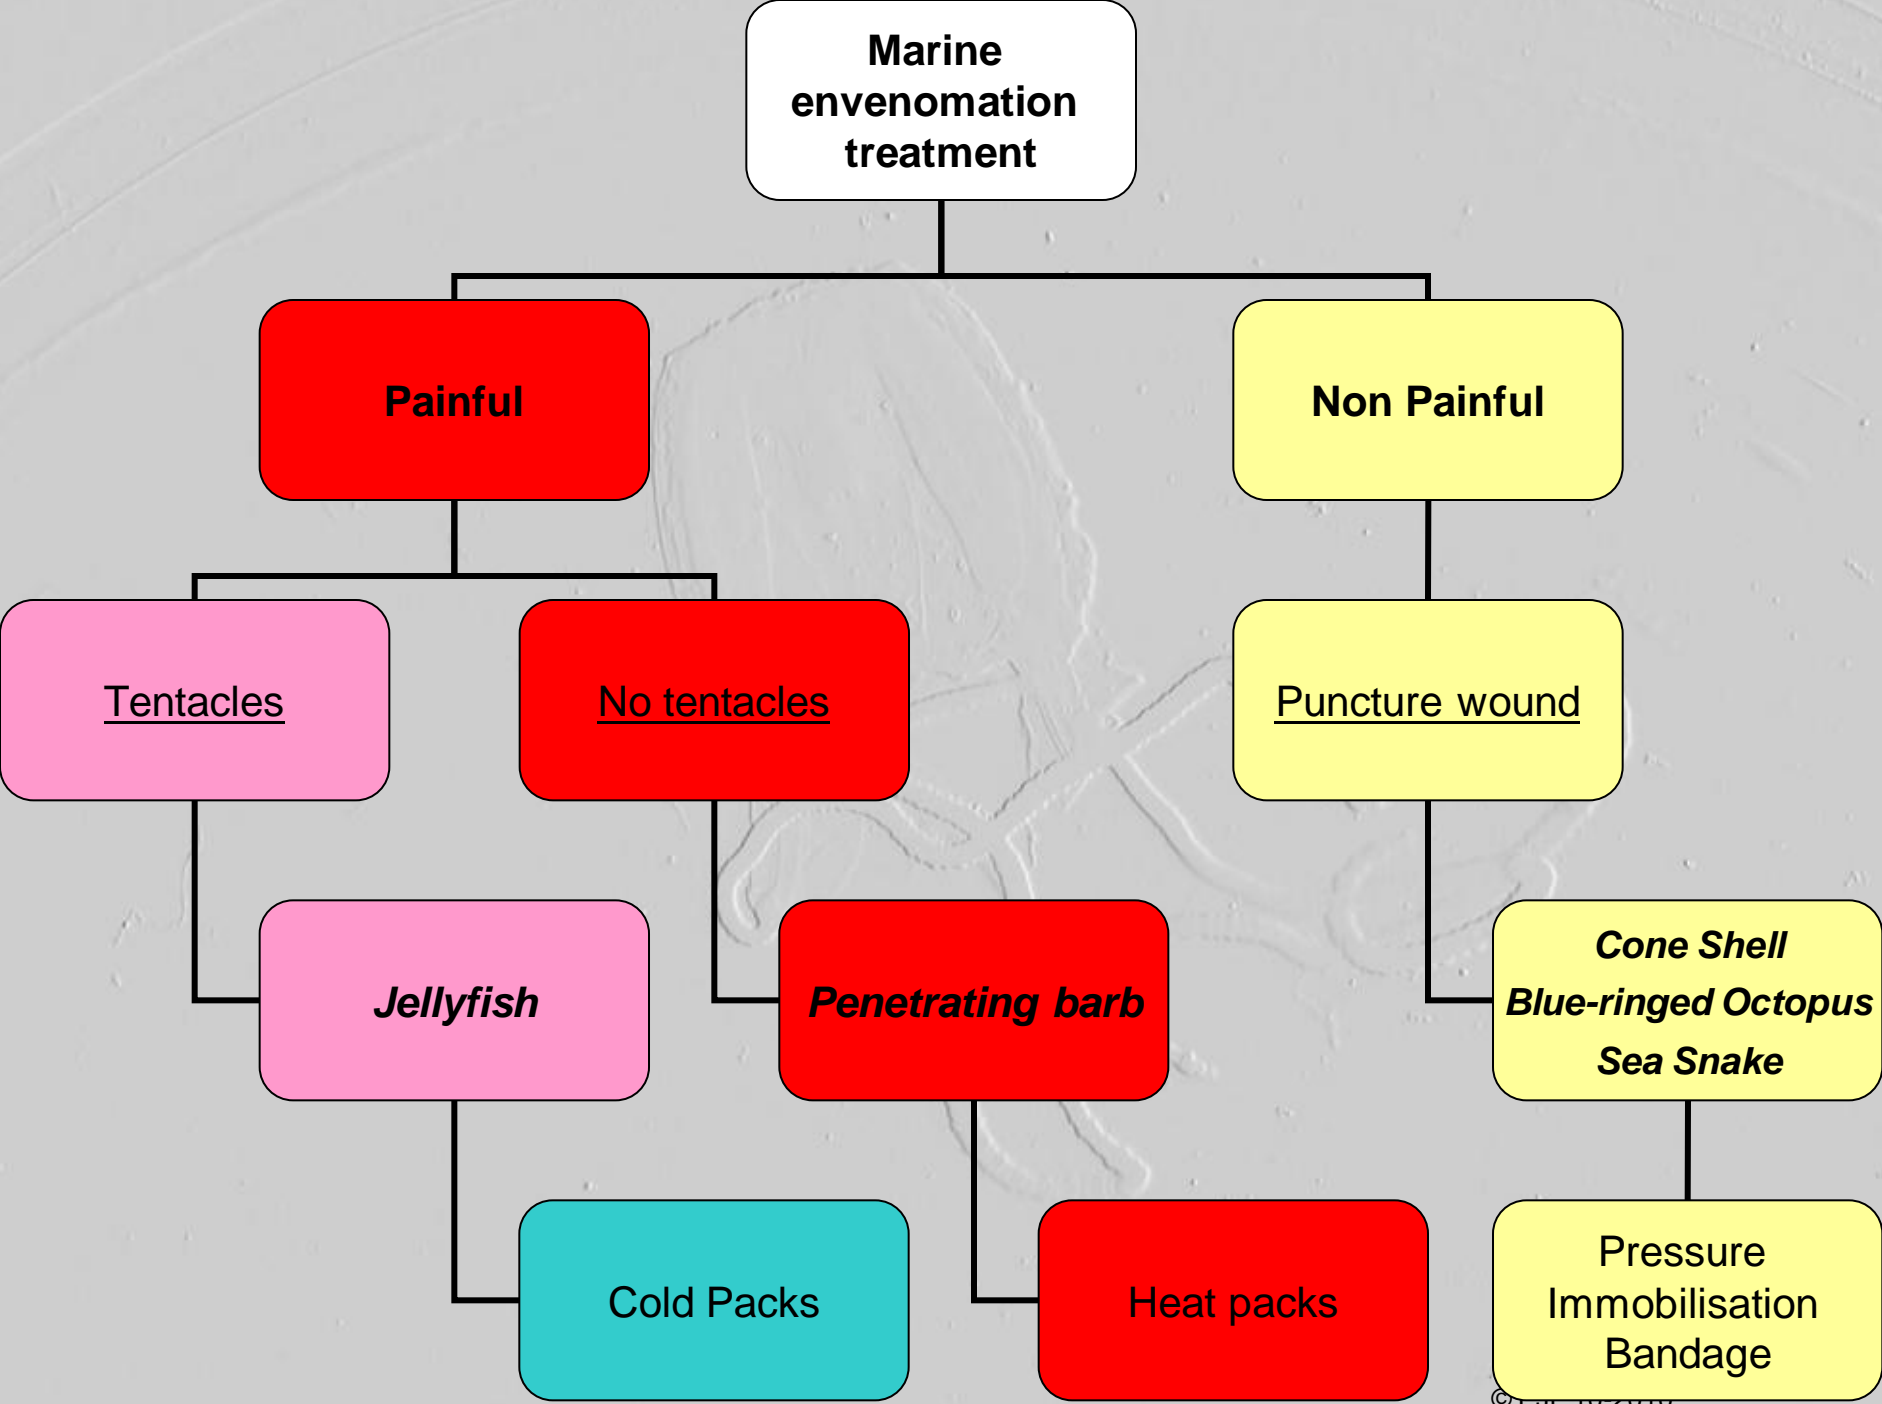 Marine
envenomation
treatment
Painful
Non Painful
Tentacles
No tentacles
Puncture wound
Jellyfish
Penetrating barb
Cone Shell
Blue-ringed Octopus
Sea Snake
Cold Packs
Heat packs
Pressure
Immobilisation
Bandage
©